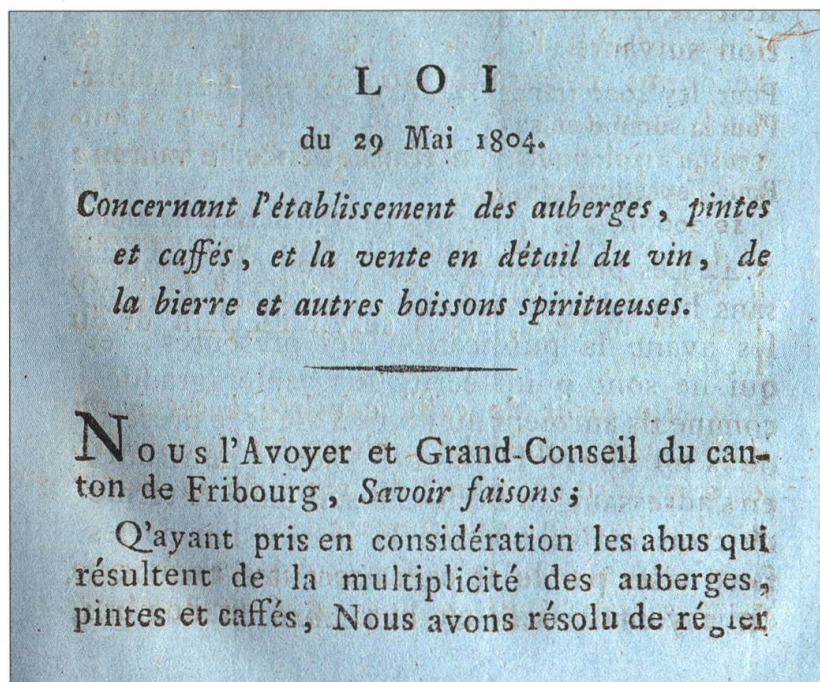 LOI
du 29 Mai 1804.
Concernant l'établissement des auberges, pintes
et caffés, et la vente en détail du vin, de
la bierre et autres boissons spiritueuses.
Nous l'Avoyer et Grand-Conseil du can-
ton de Fribourg, Savoir faisons;
Q'ayant pris en considération les abus qui
résultent de la multiplicité des auberges,
pintes et caffés, Nous avons résolu de régler